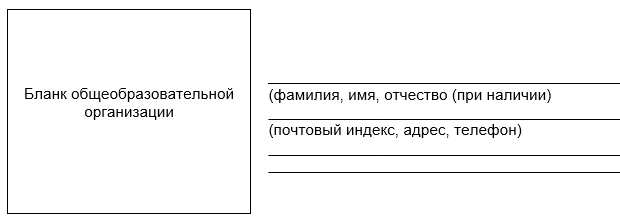 Бланк общеобразовательной
организации
(фамилия, имя, отчество (при наличии)
(почтовый индекс, адрес, телефон)